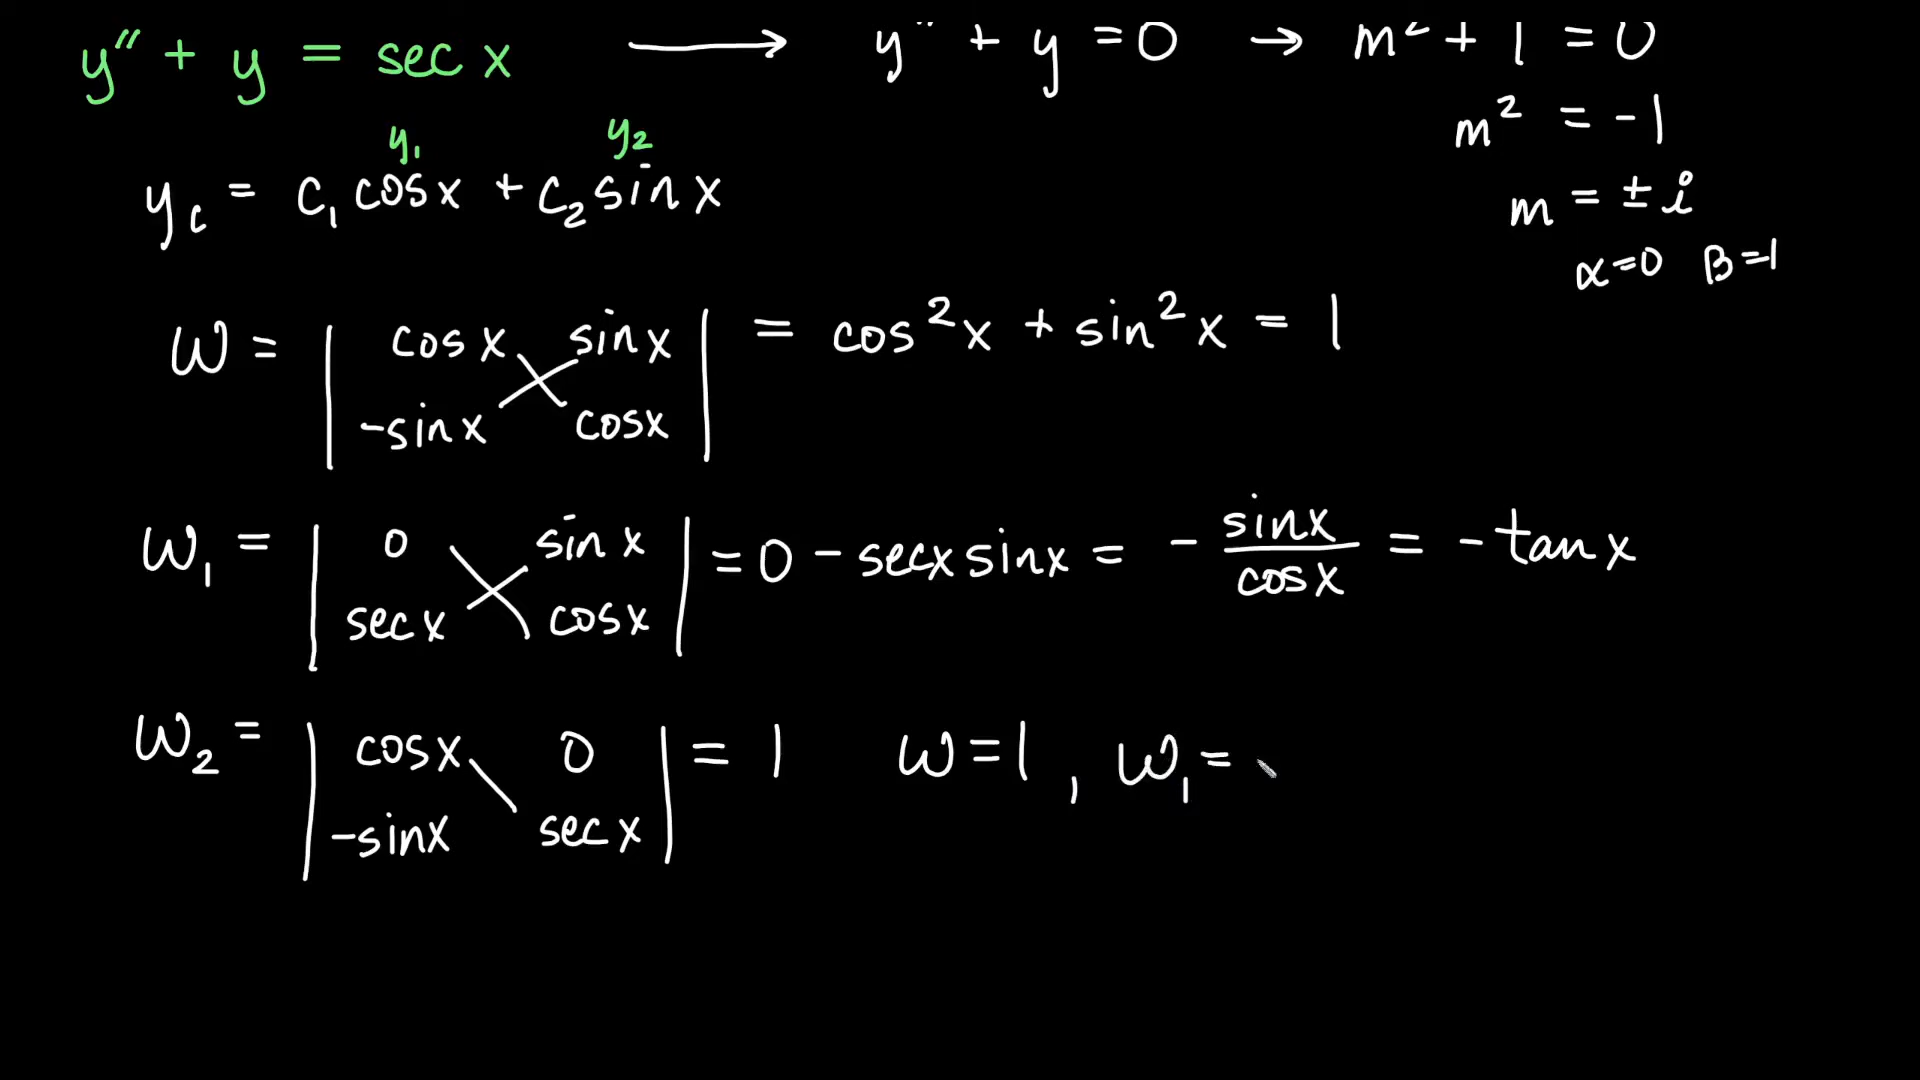 y'' + y = sec x → y'' + y = 0 → m² + 1 = 0
m² = -1
y₁ y₂
y_c = c₁ cos x + c₂ sin x
m = ± i
α=0 β=1
W = | cos x sin x | = cos² x + sin² x = 1
-sin x cos x
W₁ = | 0 sin x | = 0 - sec x sin x = - sin x / cos x = - tan x
sec x cos x
W₂ = | cos x 0 | = 1 W = 1, W₁ =
-sin x sec x